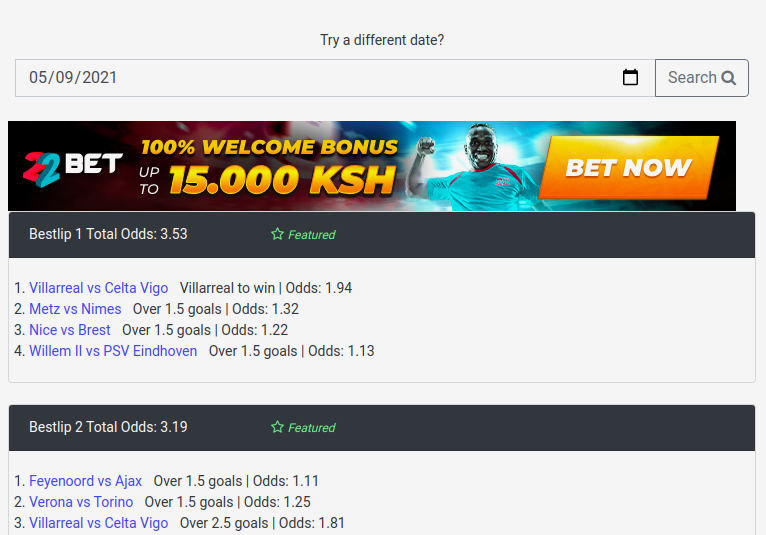 Try a different date?
05/09/2021
Search
22BET
100% WELCOME BONUS
UP TO 15.000 KSH
BET NOW
Bestlip 1 Total Odds: 3.53 Featured
1. Villarreal vs Celta Vigo Villarreal to win | Odds: 1.94
2. Metz vs Nimes Over 1.5 goals | Odds: 1.32
3. Nice vs Brest Over 1.5 goals | Odds: 1.22
4. Willem II vs PSV Eindhoven Over 1.5 goals | Odds: 1.13
Bestlip 2 Total Odds: 3.19 Featured
1. Feyenoord vs Ajax Over 1.5 goals | Odds: 1.11
2. Verona vs Torino Over 1.5 goals | Odds: 1.25
3. Villarreal vs Celta Vigo Over 2.5 goals | Odds: 1.81